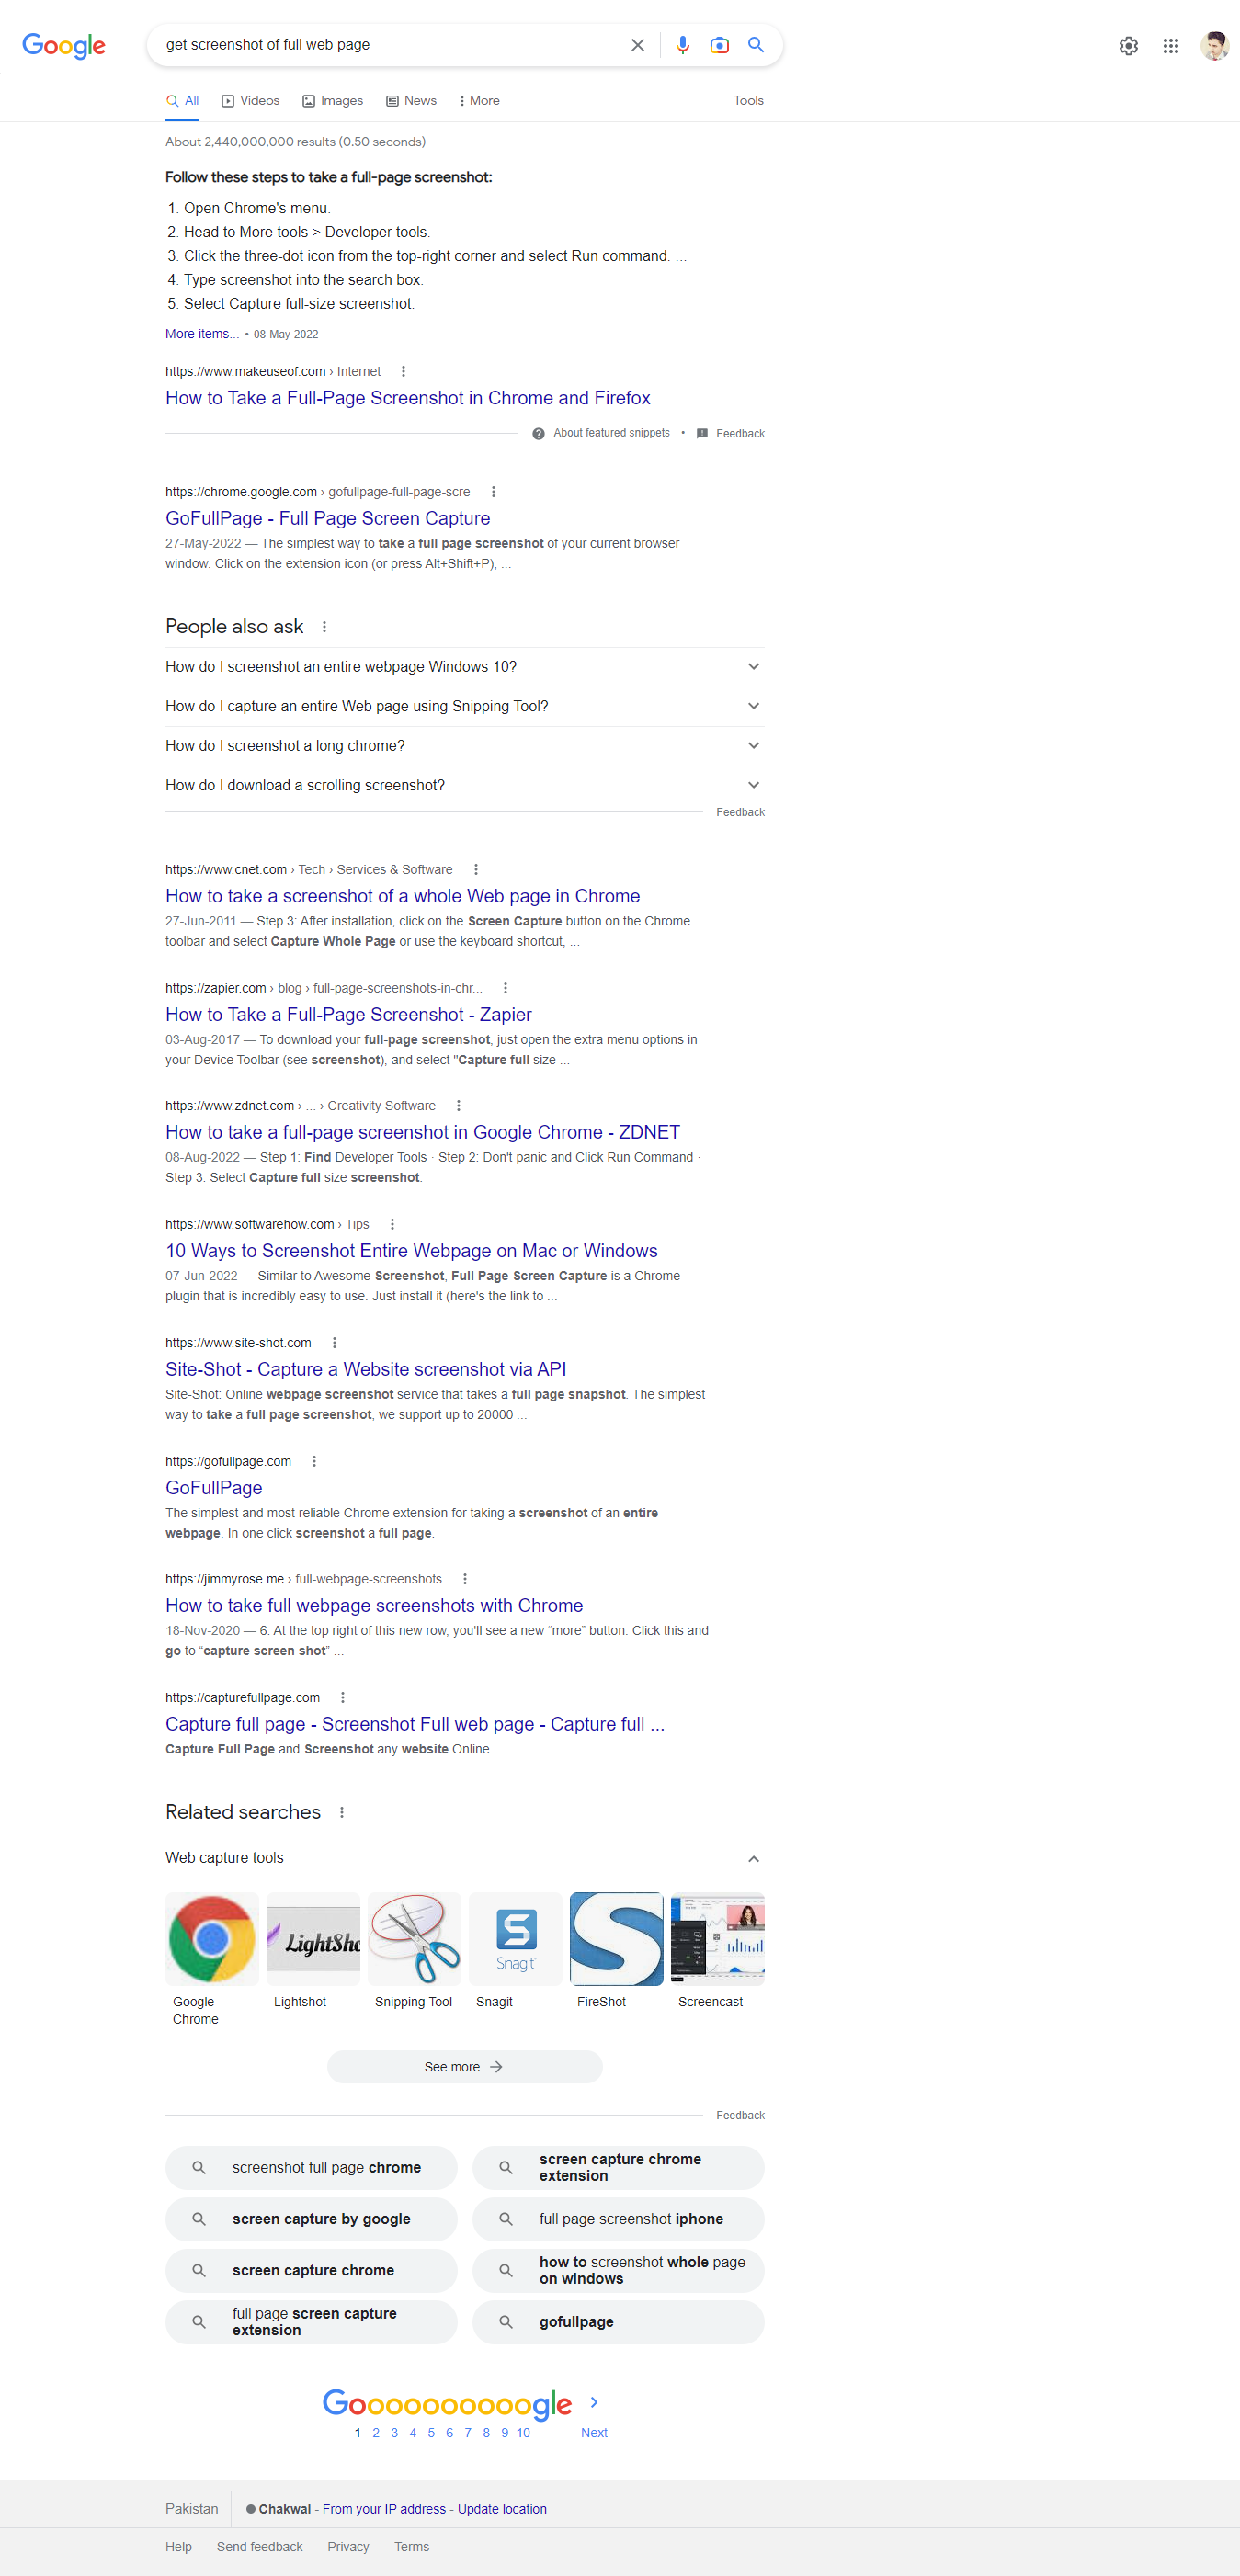 Google
get screenshot of full web page
All Videos Images News More Tools
About 2,440,000,000 results (0.50 seconds)
Follow these steps to take a full-page screenshot:
1. Open Chrome's menu.
2. Head to More tools > Developer tools.
3. Click the three-dot icon from the top-right corner and select Run command. ...
4. Type screenshot into the search box.
5. Select Capture full-size screenshot.
More items... • 08-May-2022
https://www.makeuseof.com › Internet
How to Take a Full-Page Screenshot in Chrome and Firefox
About featured snippets • Feedback
https://chrome.google.com › gofullpage-full-page-scre
GoFullPage - Full Page Screen Capture
27-May-2022 — The simplest way to take a full page screenshot of your current browser
window. Click on the extension icon (or press Alt+Shift+P), ...
People also ask
How do I screenshot an entire webpage Windows 10?
How do I capture an entire Web page using Snipping Tool?
How do I screenshot a long chrome?
How do I download a scrolling screenshot?
Feedback
https://www.cnet.com › Tech › Services & Software
How to take a screenshot of a whole Web page in Chrome
27-Jun-2011 — Step 3: After installation, click on the Screen Capture button on the Chrome
toolbar and select Capture Whole Page or use the keyboard shortcut, ...
https://zapier.com › blog › full-page-screenshots-in-chr...
How to Take a Full-Page Screenshot - Zapier
03-Aug-2017 — To download your full-page screenshot, just open the extra menu options in
your Device Toolbar (see screenshot), and select "Capture full size ...
https://www.zdnet.com › ... › Creativity Software
How to take a full-page screenshot in Google Chrome - ZDNET
08-Aug-2022 — Step 1: Find Developer Tools · Step 2: Don't panic and Click Run Command ·
Step 3: Select Capture full size screenshot.
https://www.softwarehow.com › Tips
10 Ways to Screenshot Entire Webpage on Mac or Windows
07-Jun-2022 — Similar to Awesome Screenshot, Full Page Screen Capture is a Chrome
plugin that is incredibly easy to use. Just install it (here's the link to ...
https://www.site-shot.com
Site-Shot - Capture a Website screenshot via API
Site-Shot: Online webpage screenshot service that takes a full page snapshot. The simplest
way to take a full page screenshot, we support up to 20000 ...
https://gofullpage.com
GoFullPage
The simplest and most reliable Chrome extension for taking a screenshot of an entire
webpage. In one click screenshot a full page.
https://jimmyrose.me › full-webpage-screenshots
How to take full webpage screenshots with Chrome
18-Nov-2020 — 6. At the top right of this new row, you'll see a new “more” button. Click this and
go to “capture screen shot” ...
https://capturefullpage.com
Capture full page - Screenshot Full web page - Capture full ...
Capture Full Page and Screenshot any website Online.
Related searches
Web capture tools
LightSho
Snagit
Google Chrome
Lightshot
Snipping Tool
Snagit
FireShot
Screencast
See more
Feedback
screenshot full page chrome
screen capture chrome
extension
screen capture by google
full page screenshot iphone
screen capture chrome
how to screenshot whole page
on windows
full page screen capture
extension
gofullpage
Goooooooooogle
1 2 3 4 5 6 7 8 9 10 Next
Pakistan
Chakwal - From your IP address - Update location
Help Send feedback Privacy Terms